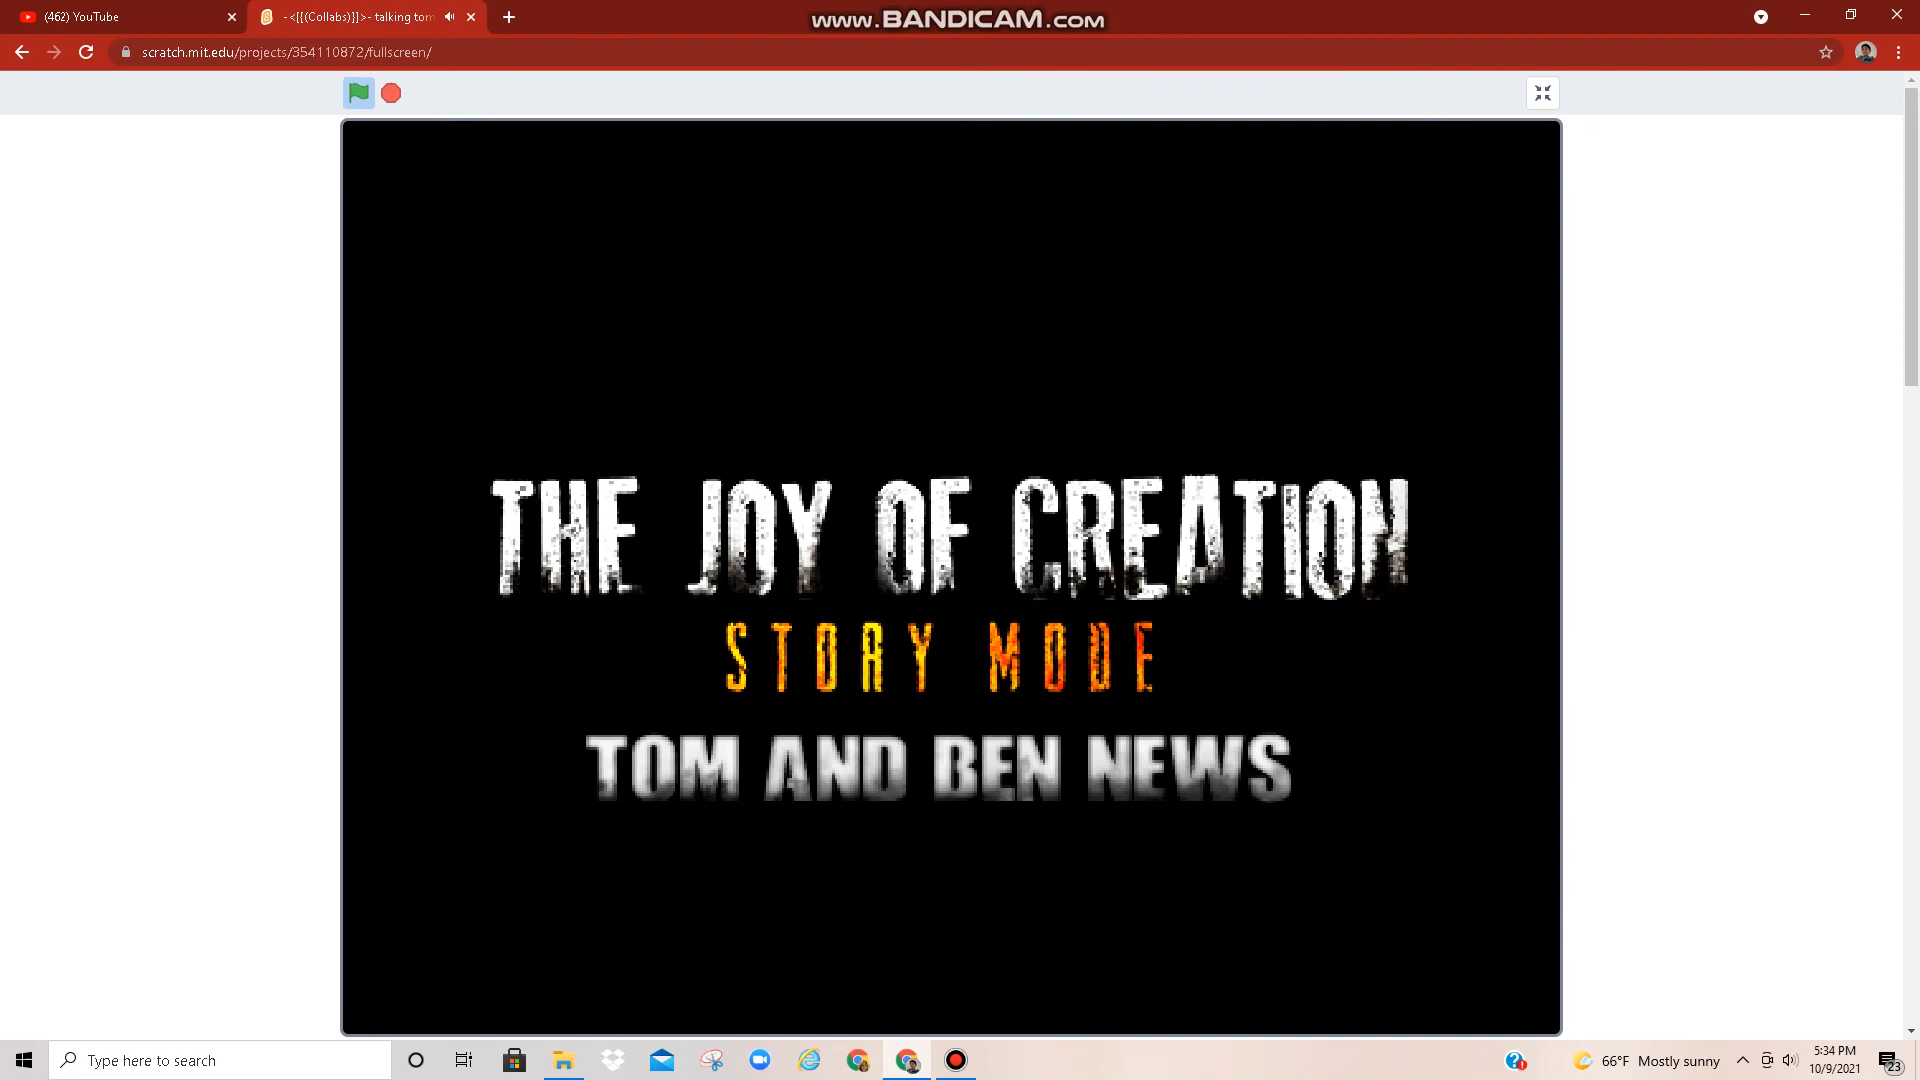 (462) YouTube
-<[{(Collabs)}]>- talking tom
www.BANDICAM.com
scratch.mit.edu/projects/354110872/fullscreen/
THE JOY OF CREATION
STORY MODE
TOM AND BEN NEWS
Type here to search
66°F Mostly sunny
5:34 PM
10/9/2021
23